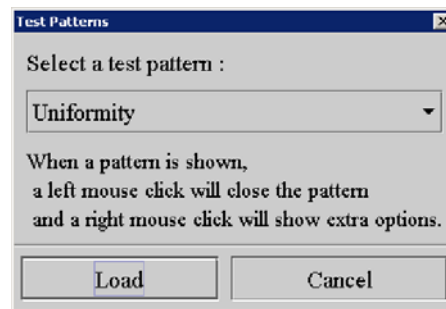 Test Patterns
Select a test pattern :
Uniformity
When a pattern is shown,
a left mouse click will close the pattern
and a right mouse click will show extra options.
Load
Cancel